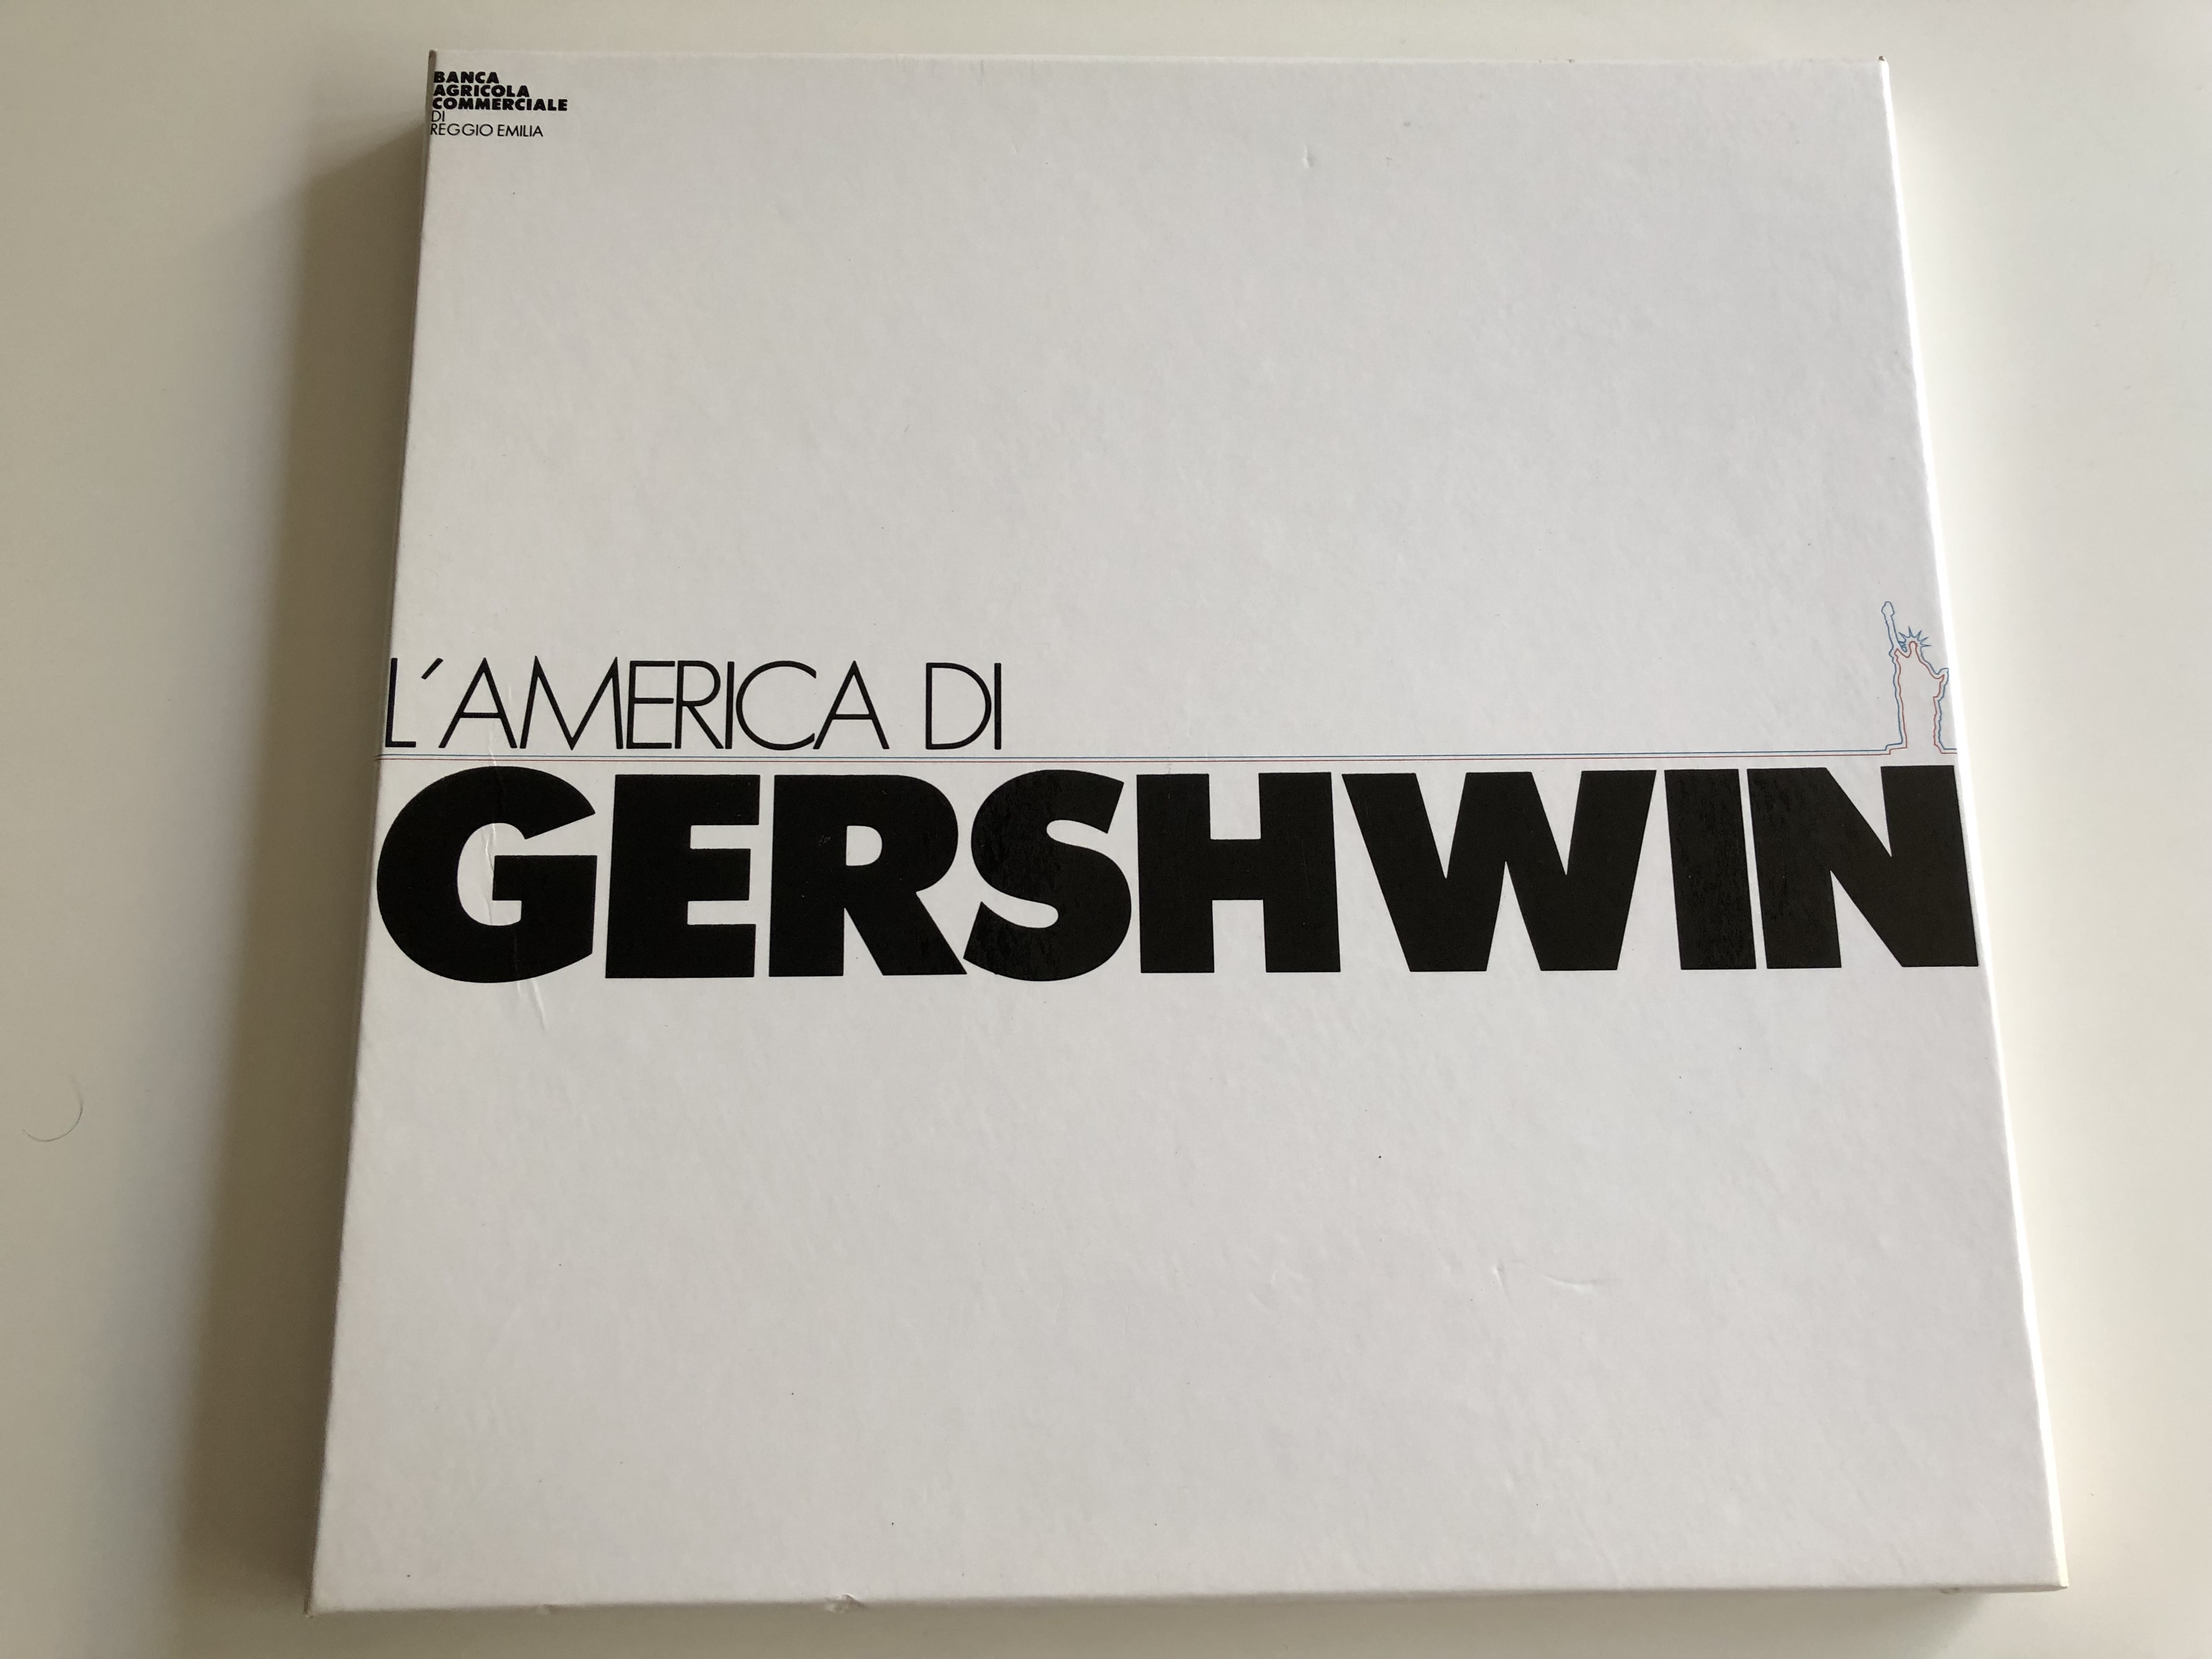 BANCA
AGRICOLA
COMMERCIALE
DI
REGGIO EMILIA
L´AMERICA DI
GERSHWIN